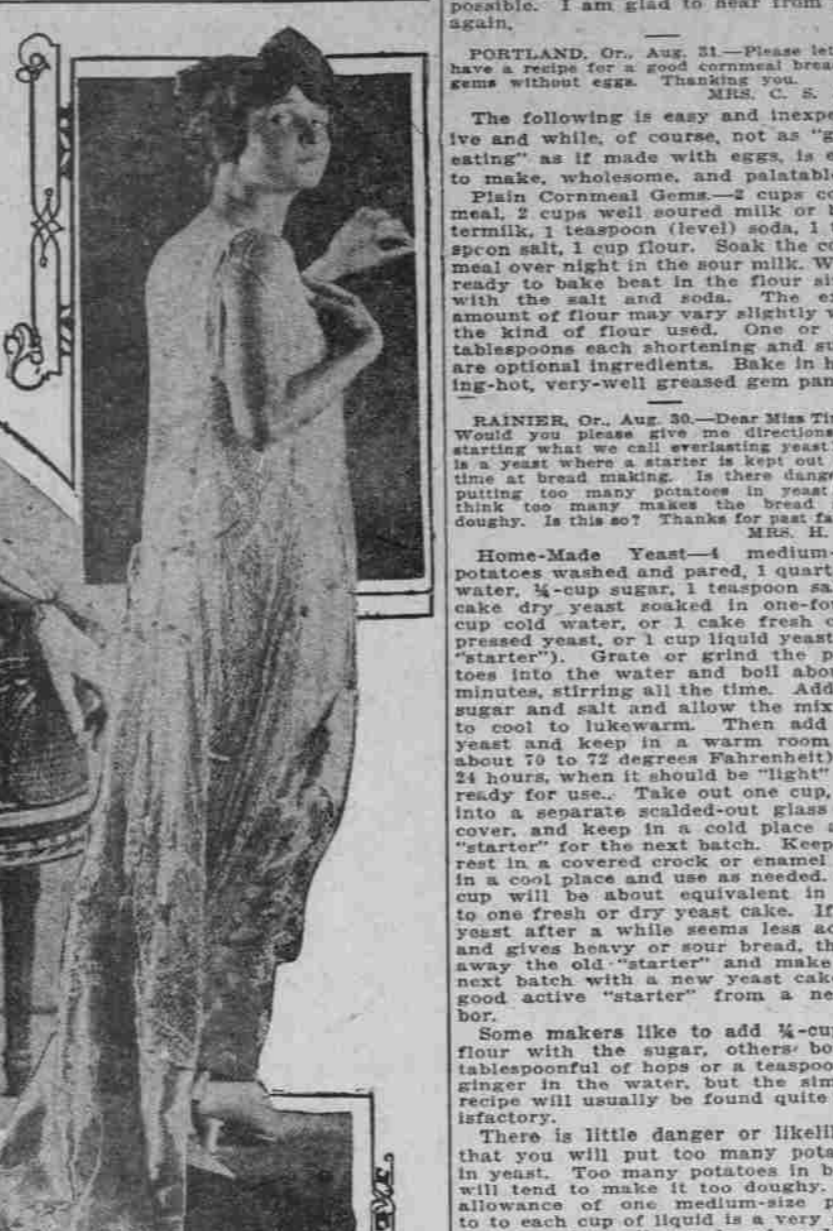 possible. I am glad to hear from
again.
PORTLAND, Or., Aug. 31.—Please let
have a recipe for a good cornmeal brea
gems without eggs. Thanking you.
MRS. C. S.
The following is easy and inexpe
ive and while, of course, not as "g
eating" as if made with eggs, is e
to make, wholesome, and palatabl
Plain Cornmeal Gems.—2 cups co
meal, 2 cups well soured milk or b
termilk, 1 teaspoon (level) soda, 1 t
spoon salt, 1 cup flour. Soak the co
meal over night in the sour milk. W
ready to bake beat in the flour si
with the salt and soda. The e
amount of flour may vary slightly w
the kind of flour used. One or
tablespoons each shortening and su
are optional ingredients. Bake in h
ing-hot, very-well greased gem pan
RAINIER, Or., Aug. 30.—Dear Miss Tin
Would you please give me directions
starting what we call everlasting yeast
is a yeast where a starter is kept out
time at bread making. Is there dange
putting too many potatoes in yeast
think too many makes the bread
doughy. Is this so? Thanks for past fa
MRS. H.
Home-Made Yeast—4 medium-
potatoes washed and pared, 1 quart
water, ¼-cup sugar, 1 teaspoon sa
cake dry yeast soaked in one-fo
cup cold water, or 1 cake fresh c
pressed yeast, or 1 cup liquid yeast
"starter"). Grate or grind the p
toes into the water and boil abo
minutes, stirring all the time. Add
sugar and salt and allow the mix
to cool to lukewarm. Then add
yeast and keep in a warm room
about 70 to 72 degrees Fahrenheit)
24 hours, when it should be "light"
ready for use.. Take out one cup,
into a separate scalded-out glass
cover, and keep in a cold place a
"starter" for the next batch. Keep
rest in a covered crock or enamel
in a cool place and use as needed.
cup will be about equivalent in
to one fresh or dry yeast cake. If
yeast after a while seems less ac
and gives heavy or sour bread, th
away the old "starter" and make
next batch with a new yeast cak
good active "starter" from a ne
bor.
Some makers like to add ¼-cup
flour with the sugar, others bo
tablespoonful of hops or a teaspoo
ginger in the water, but the sim
recipe will usually be found quite
isfactory.
There is little danger or likelih
that you will put too many pota
in yeast. Too many potatoes in b
will tend to make it too doughy.
allowance of one medium-size p
to to each cup of liquid is a very